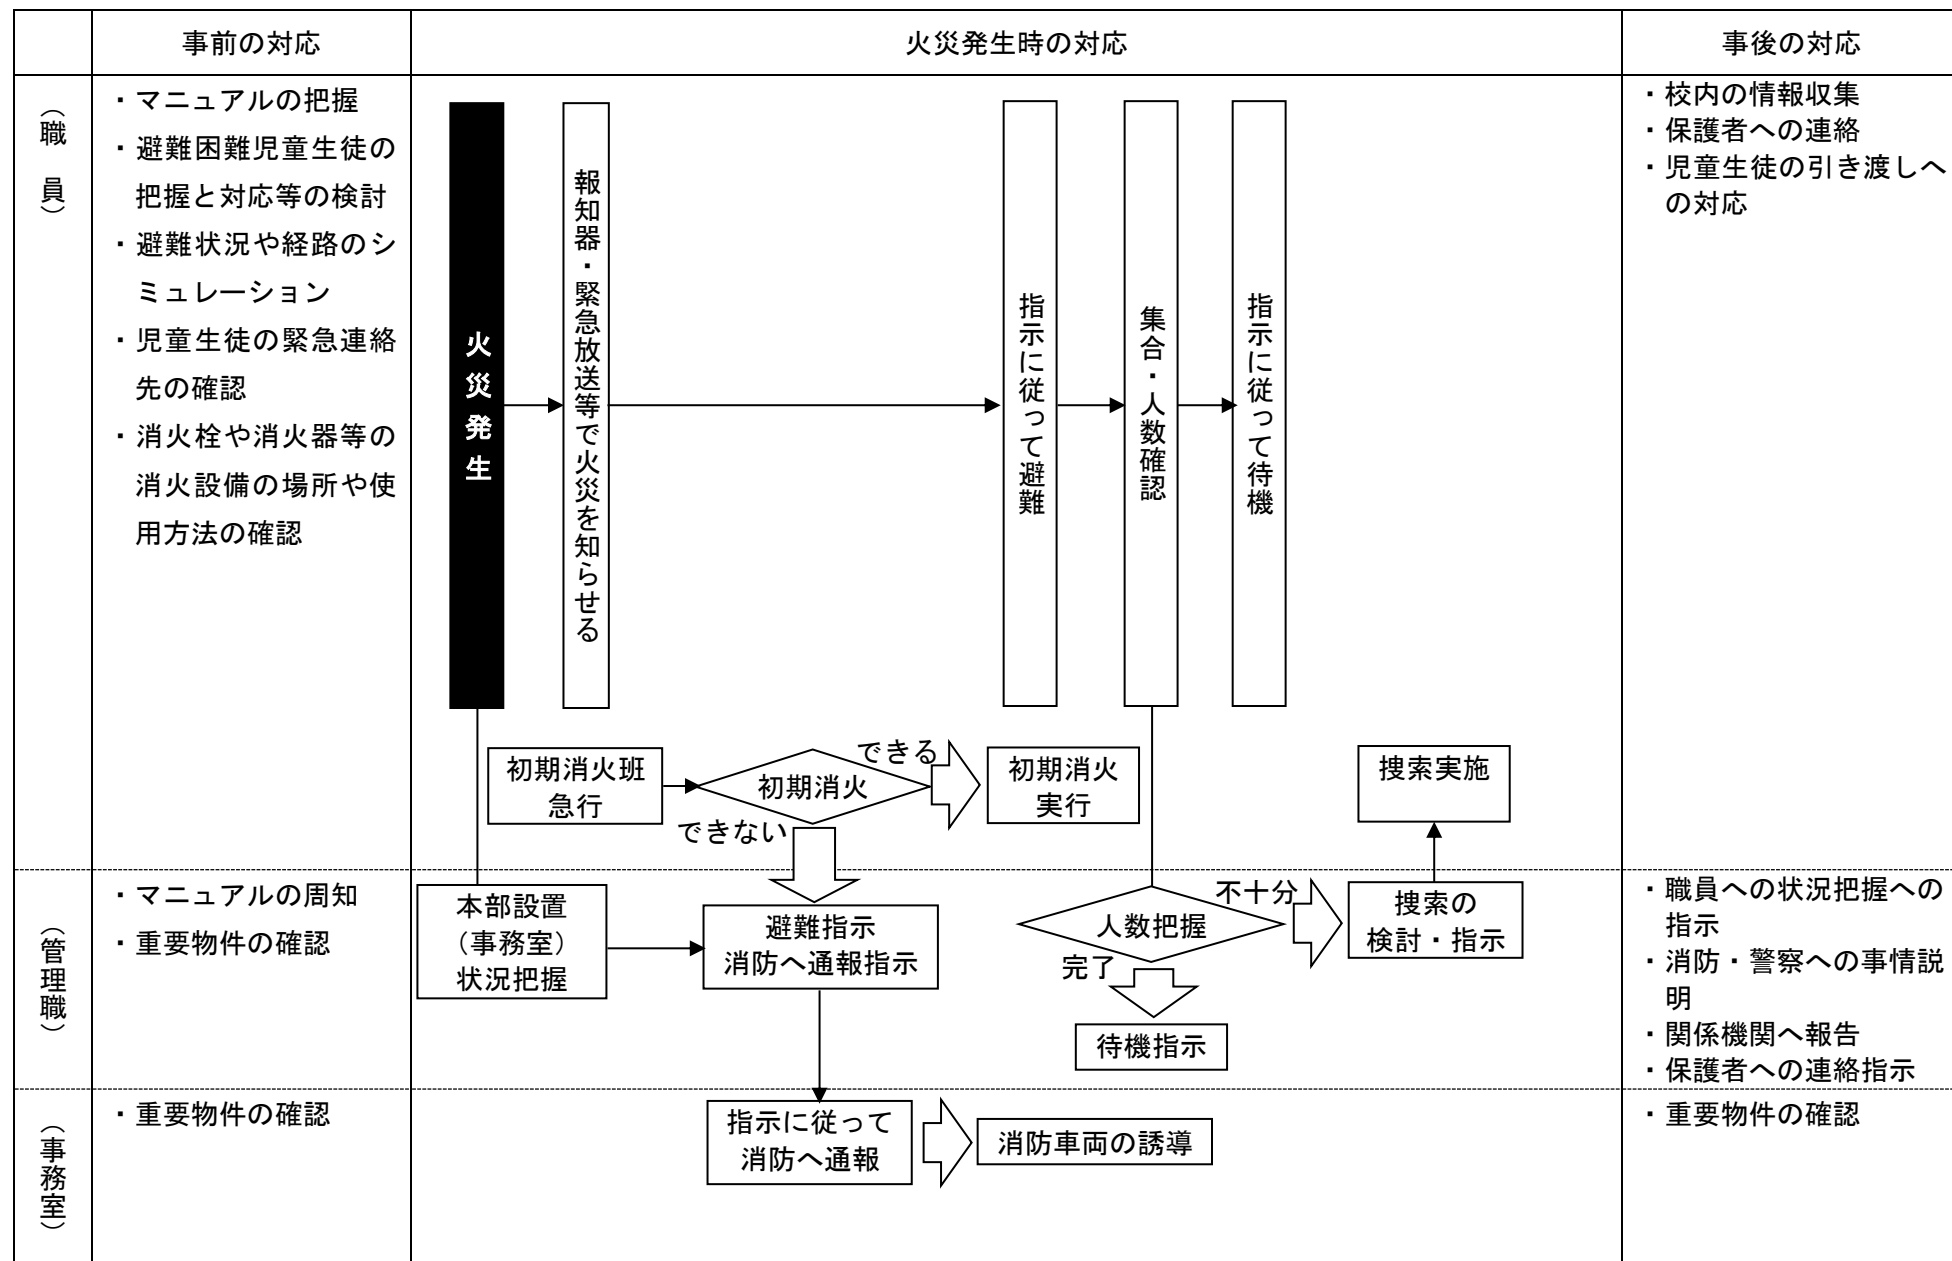 事前の対応
火災発生時の対応
事後の対応
（職　員）
・マニュアルの把握
・避難困難児童生徒の
把握と対応等の検討
・避難状況や経路のシ
ミュレーション
・児童生徒の緊急連絡
先の確認
・消火栓や消火器等の
消火設備の場所や使
用方法の確認
火災発生
報知器・緊急放送等で火災を知らせる
指示に従って避難
集合・人数確認
指示に従って待機
初期消火班
急行
初期消火
できる
できない
初期消火
実行
捜索実施
・校内の情報収集
・保護者への連絡
・児童生徒の引き渡しへ
の対応
（管理職）
・マニュアルの周知
・重要物件の確認
本部設置
（事務室）
状況把握
避難指示
消防へ通報指示
人数把握
不十分
完了
捜索の
検討・指示
待機指示
・職員への状況把握への
指示
・消防・警察への事情説
明
・関係機関へ報告
・保護者への連絡指示
（事務室）
・重要物件の確認
指示に従って
消防へ通報
消防車両の誘導
・重要物件の確認